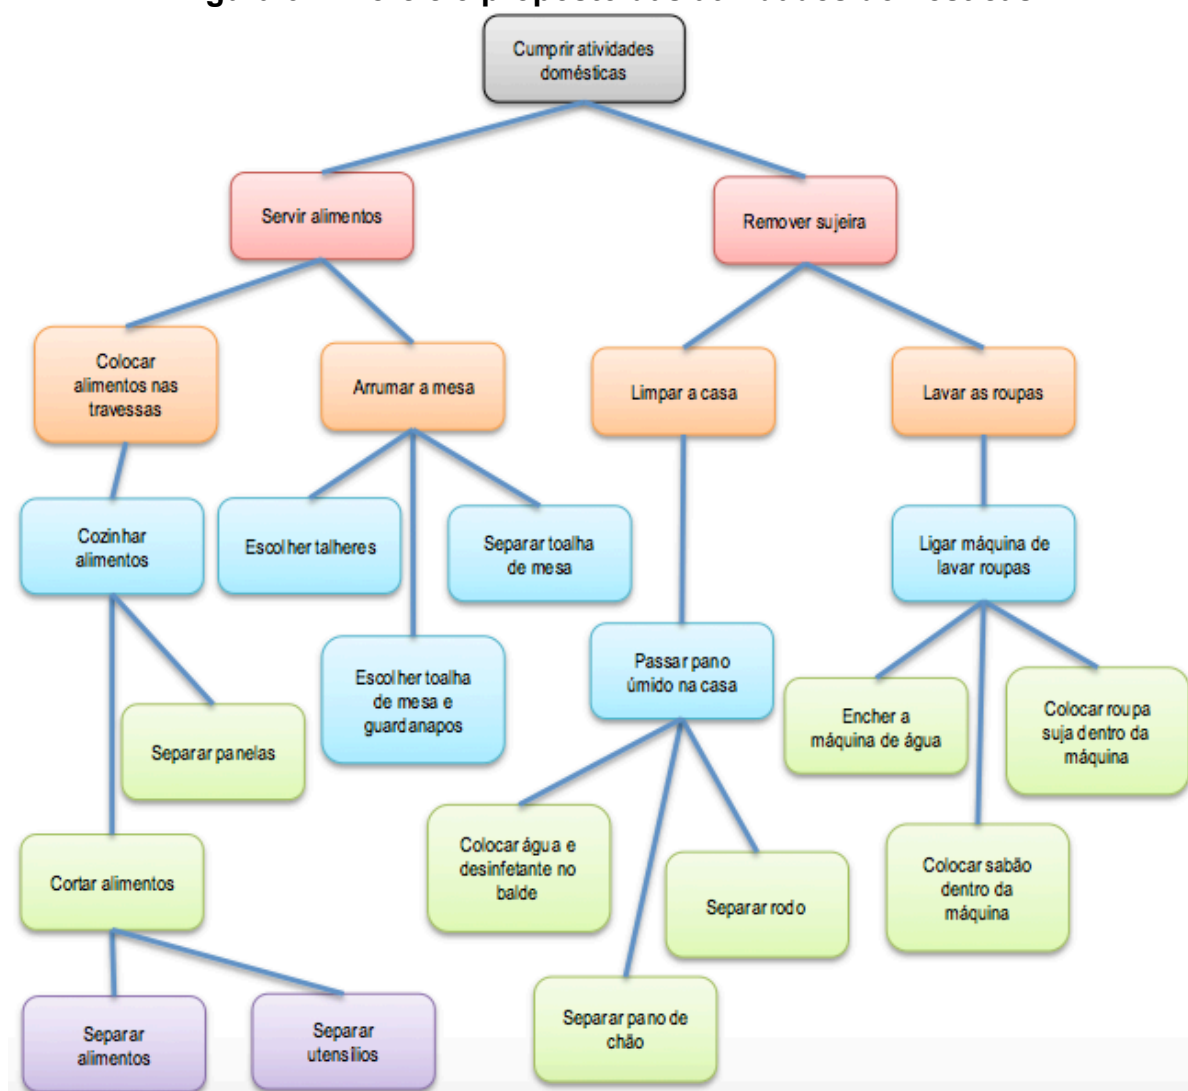 Cumprir atividades
domésticas
Servir alimentos
Remover sujeira
Colocar
alimentos nas
travessas
Arrumar a mesa
Limpar a casa
Lavar as roupas
Cozinhar
alimentos
Escolher talheres
Separar toalha
de mesa
Ligar máquina de
lavar roupas
Escolher toalha
de mesa e
guardanapos
Passar pano
úmido na casa
Separar panelas
Encher a
máquina de água
Colocar roupa
suja dentro da
máquina
Cortar alimentos
Colocar água e
desinfetante no
balde
Separar rodo
Colocar sabão
dentro da
máquina
Separar
alimentos
Separar
utensílios
Separar pano de
chão